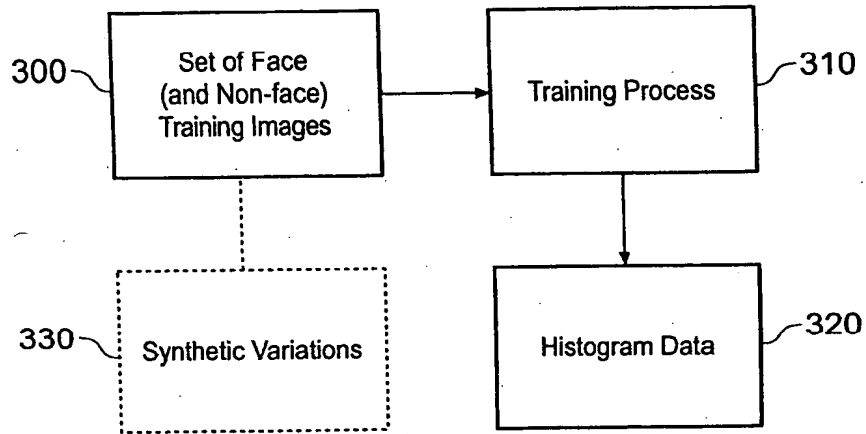 300
Set of Face
(and Non-face)
Training Images
310
Training Process
330
Synthetic Variations
320
Histogram Data